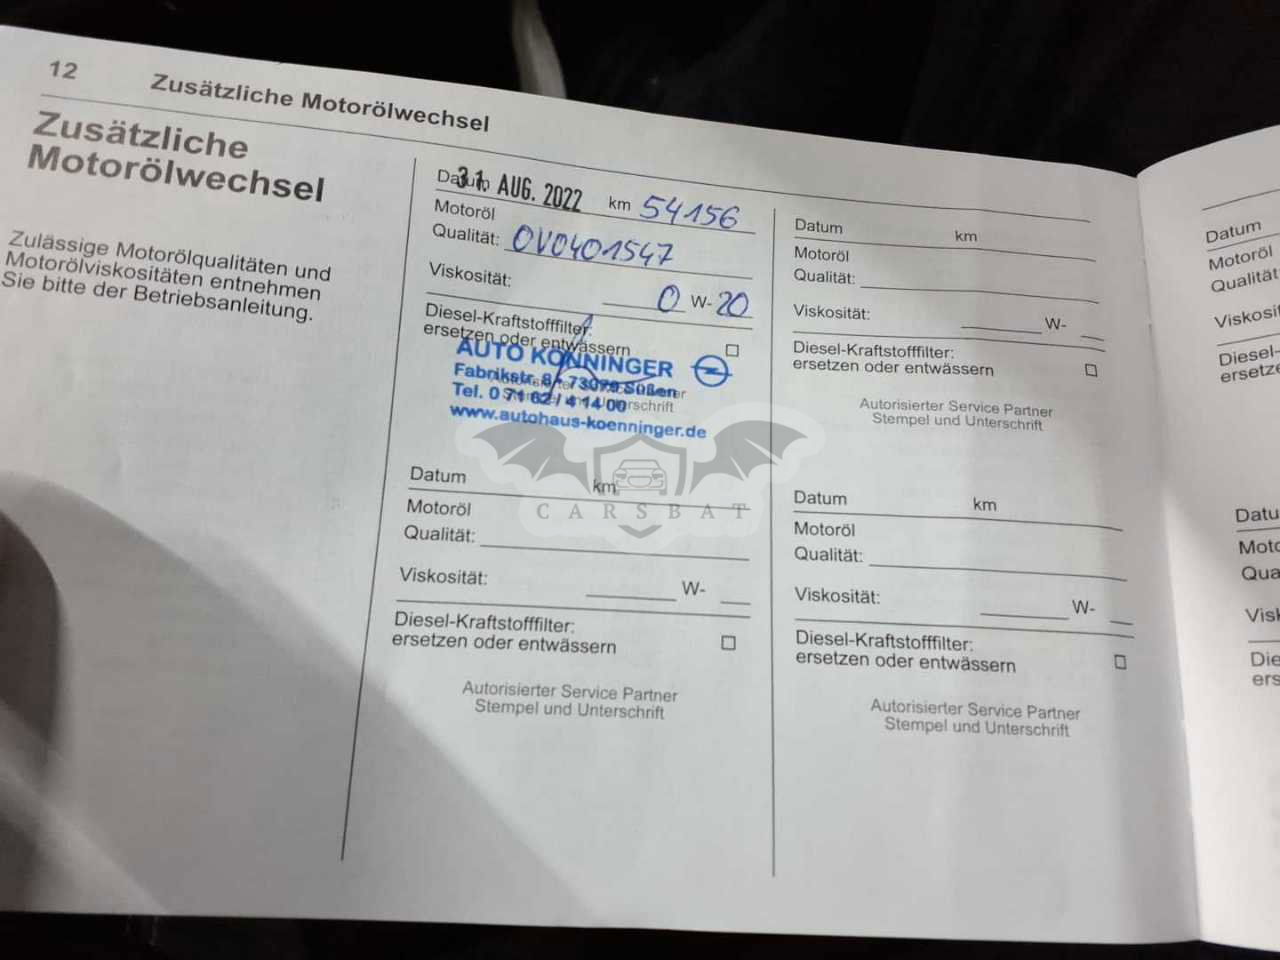 12 Zusätzliche Motorölwechsel
Zusätzliche
Motorölwechsel
Zulässige Motorölqualitäten und
Motorölviskositäten entnehmen
Sie bitte der Betriebsanleitung.
Datum 31. AUG. 2022 km 54156
Motoröl
Qualität: OV0401547
Viskosität: 0 W- 20
Diesel-Kraftstofffilter:
ersetzen oder entwässern
AUTO KÖNNINGER
Fabrikstr. 8 / 73079 Süßen
Tel. 0 71 62 / 4 14 00
www.autohaus-koenninger.de
Datum km
Motoröl
Qualität:
Viskosität: W-
Diesel-Kraftstofffilter:
ersetzen oder entwässern
Autorisierter Service Partner
Stempel und Unterschrift
Datum km
Motoröl
Qualität:
Viskosität: W-
Diesel-Kraftstofffilter:
ersetzen oder entwässern
Autorisierter Service Partner
Stempel und Unterschrift
Datum km
Motoröl
Qualität:
Viskosität: W-
Diesel-Kraftstofffilter:
ersetzen oder entwässern
Autorisierter Service Partner
Stempel und Unterschrift
CARSBAT
Datum
Motoröl
Qualität